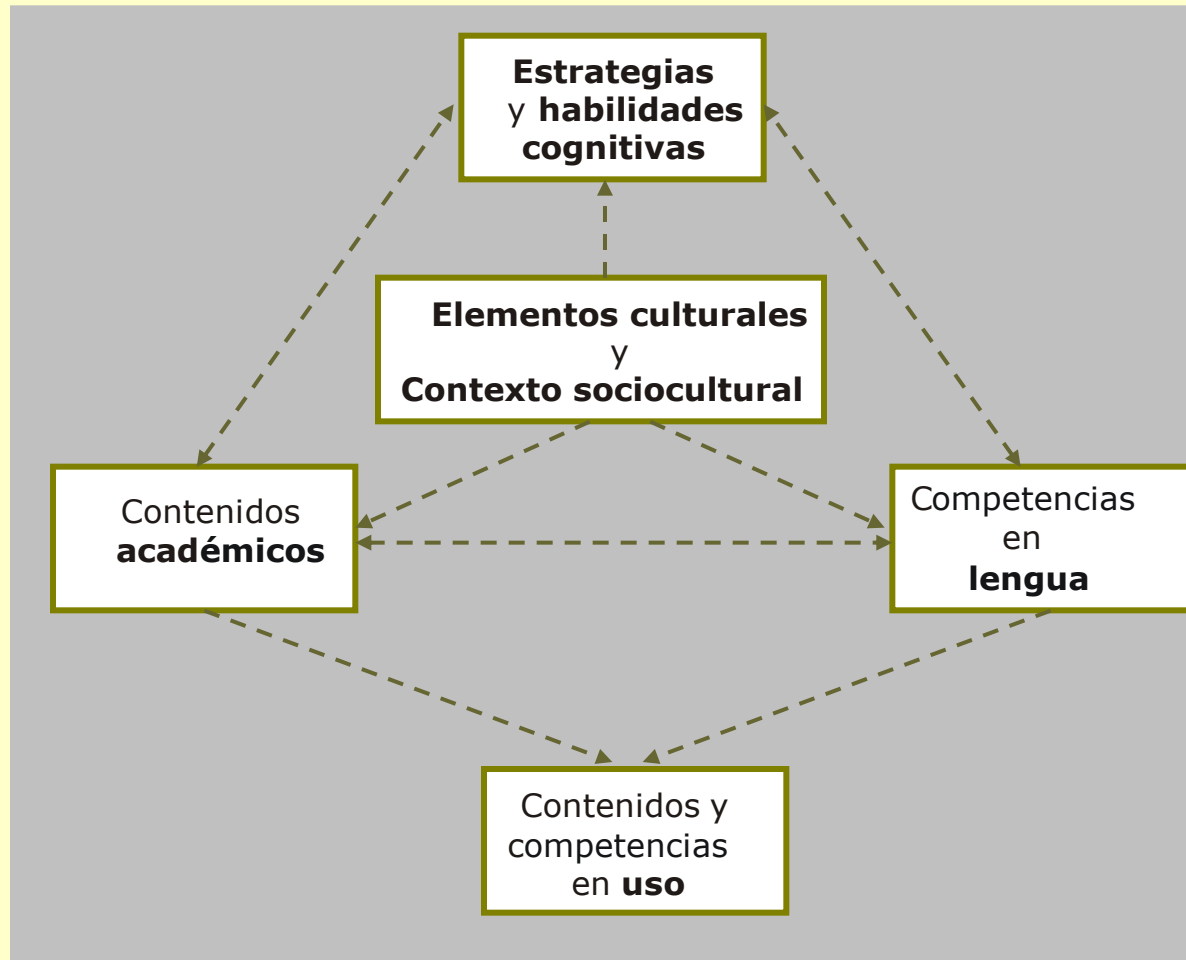 Estrategias
y habilidades
cognitivas
Elementos culturales
y
Contexto sociocultural
Contenidos
académicos
Competencias
en
lengua
Contenidos y
competencias
en uso